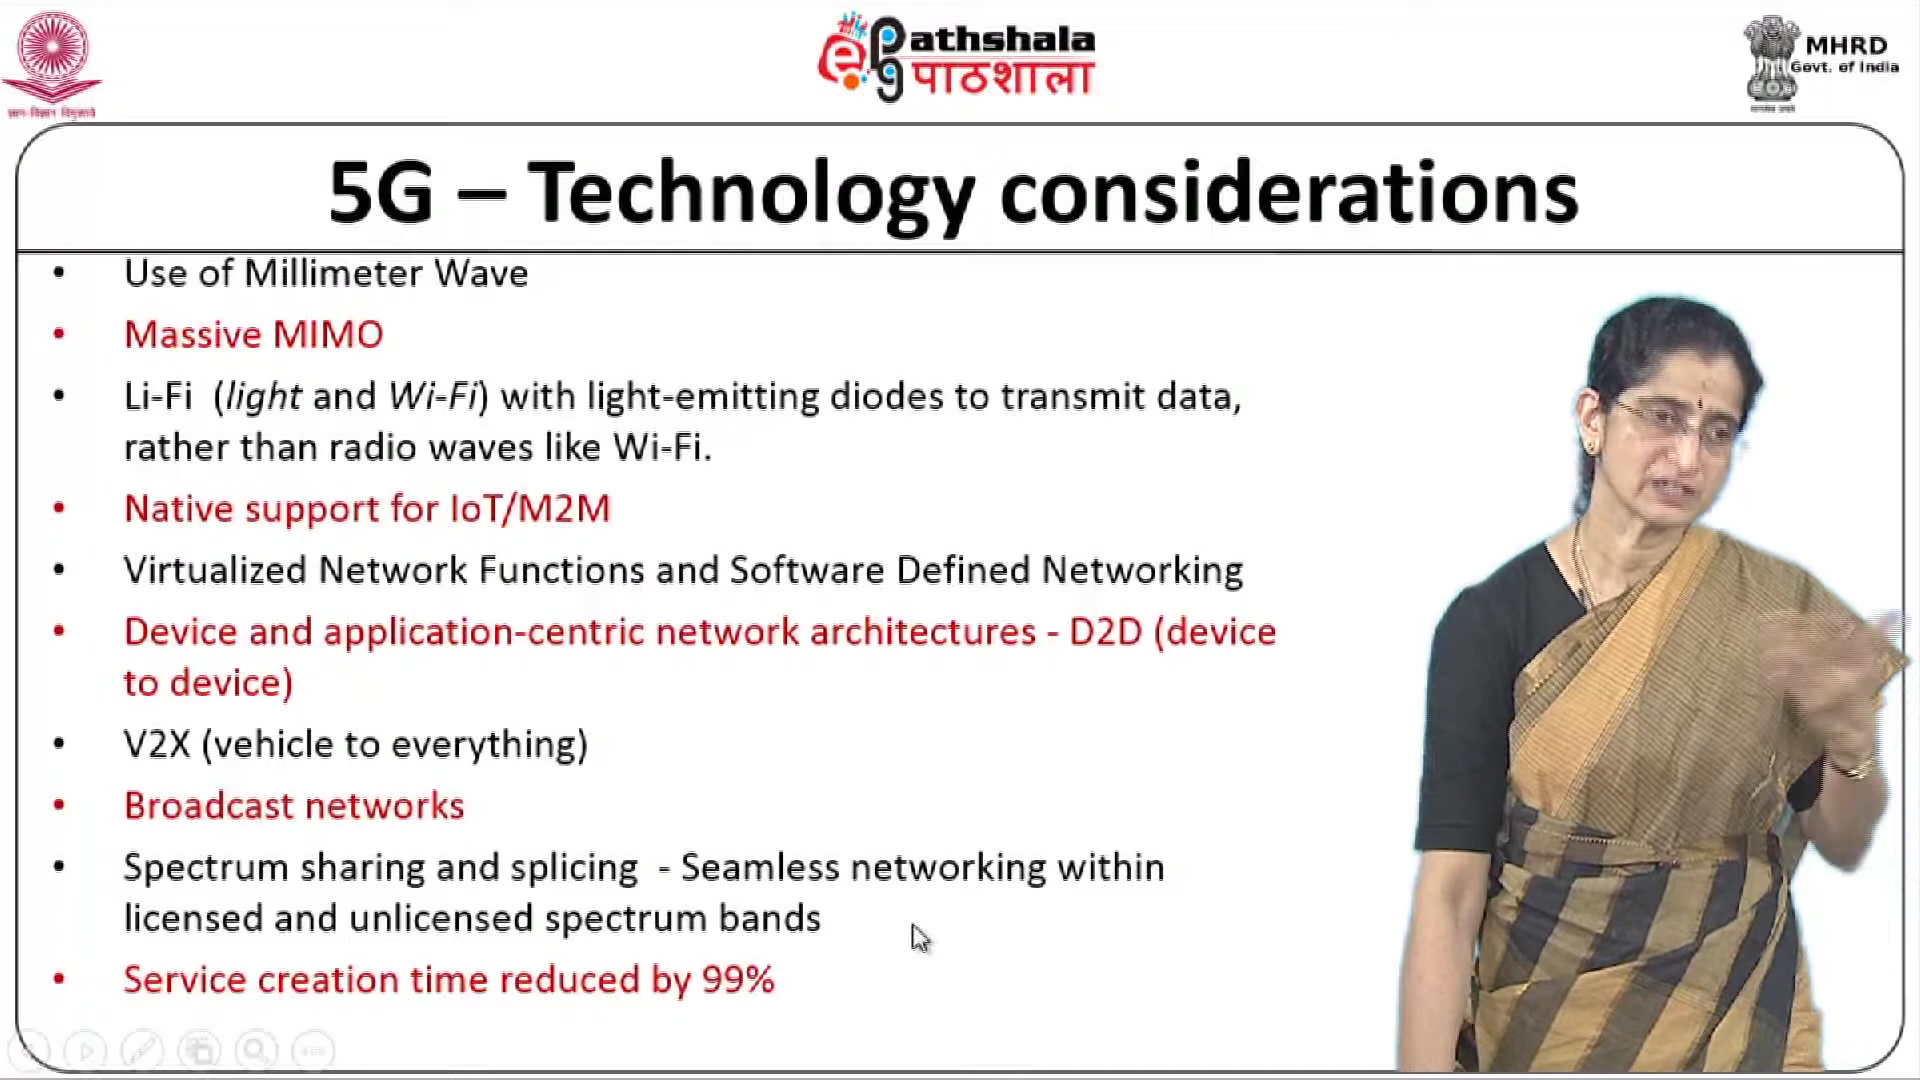 Pathshala
पाठशाला
MHRD
Govt. of India
5G – Technology considerations
• Use of Millimeter Wave
• Massive MIMO
• Li-Fi (light and Wi-Fi) with light-emitting diodes to transmit data,
rather than radio waves like Wi-Fi.
• Native support for IoT/M2M
• Virtualized Network Functions and Software Defined Networking
• Device and application-centric network architectures - D2D (device
to device)
• V2X (vehicle to everything)
• Broadcast networks
• Spectrum sharing and splicing - Seamless networking within
licensed and unlicensed spectrum bands
• Service creation time reduced by 99%